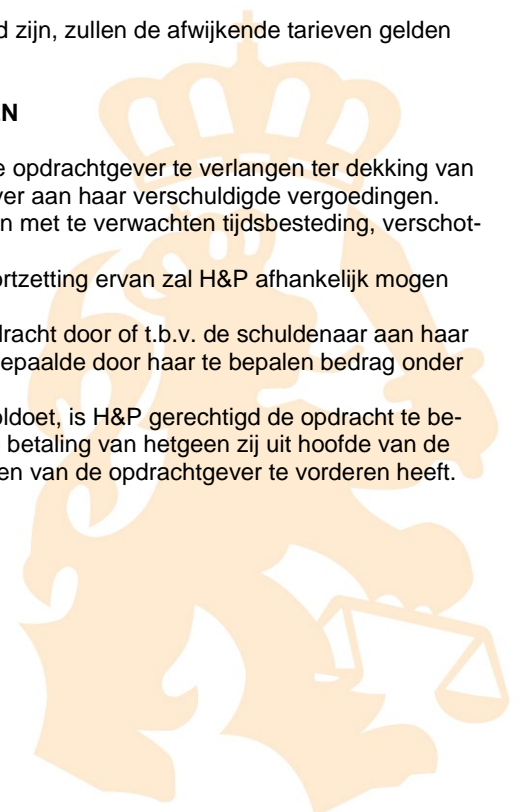 d zijn, zullen de afwijkende tarieven gelden
N
e opdrachtgever te verlangen ter dekking van
ver aan haar verschuldigde vergoedingen.
n met te verwachten tijdsbesteding, verschot-
ortzetting ervan zal H&P afhankelijk mogen
dracht door of t.b.v. de schuldenaar aan haar
epaalde door haar te bepalen bedrag onder
oldoet, is H&P gerechtigd de opdracht te be-
betaling van hetgeen zij uit hoofde van de
en van de opdrachtgever te vorderen heeft.